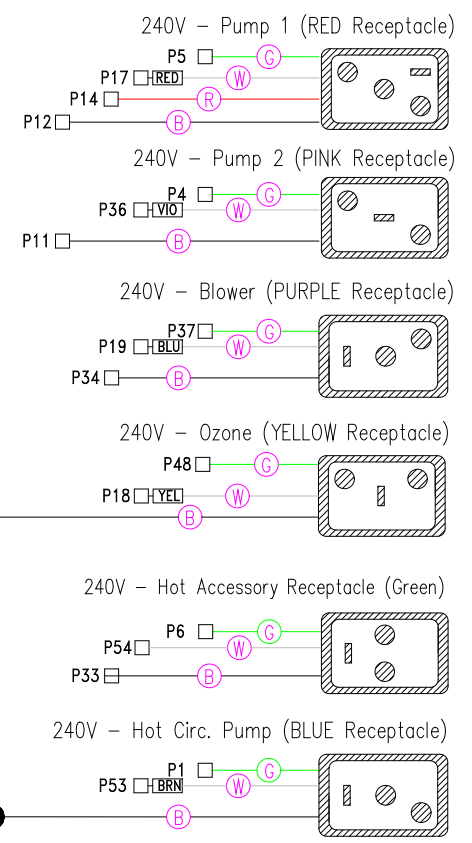 240V - Pump 1 (RED Receptacle)
P5 G
P17 RED W
P14 R
P12 B
240V - Pump 2 (PINK Receptacle)
P4 G
P36 VIO W
P11 B
240V - Blower (PURPLE Receptacle)
P37 G
P19 BLU W
P34 B
240V - Ozone (YELLOW Receptacle)
P48 G
P18 YEL W
B
240V - Hot Accessory Receptacle (Green)
P6 G
P54 W
P33 B
240V - Hot Circ. Pump (BLUE Receptacle)
P1 G
P53 BRN W
B